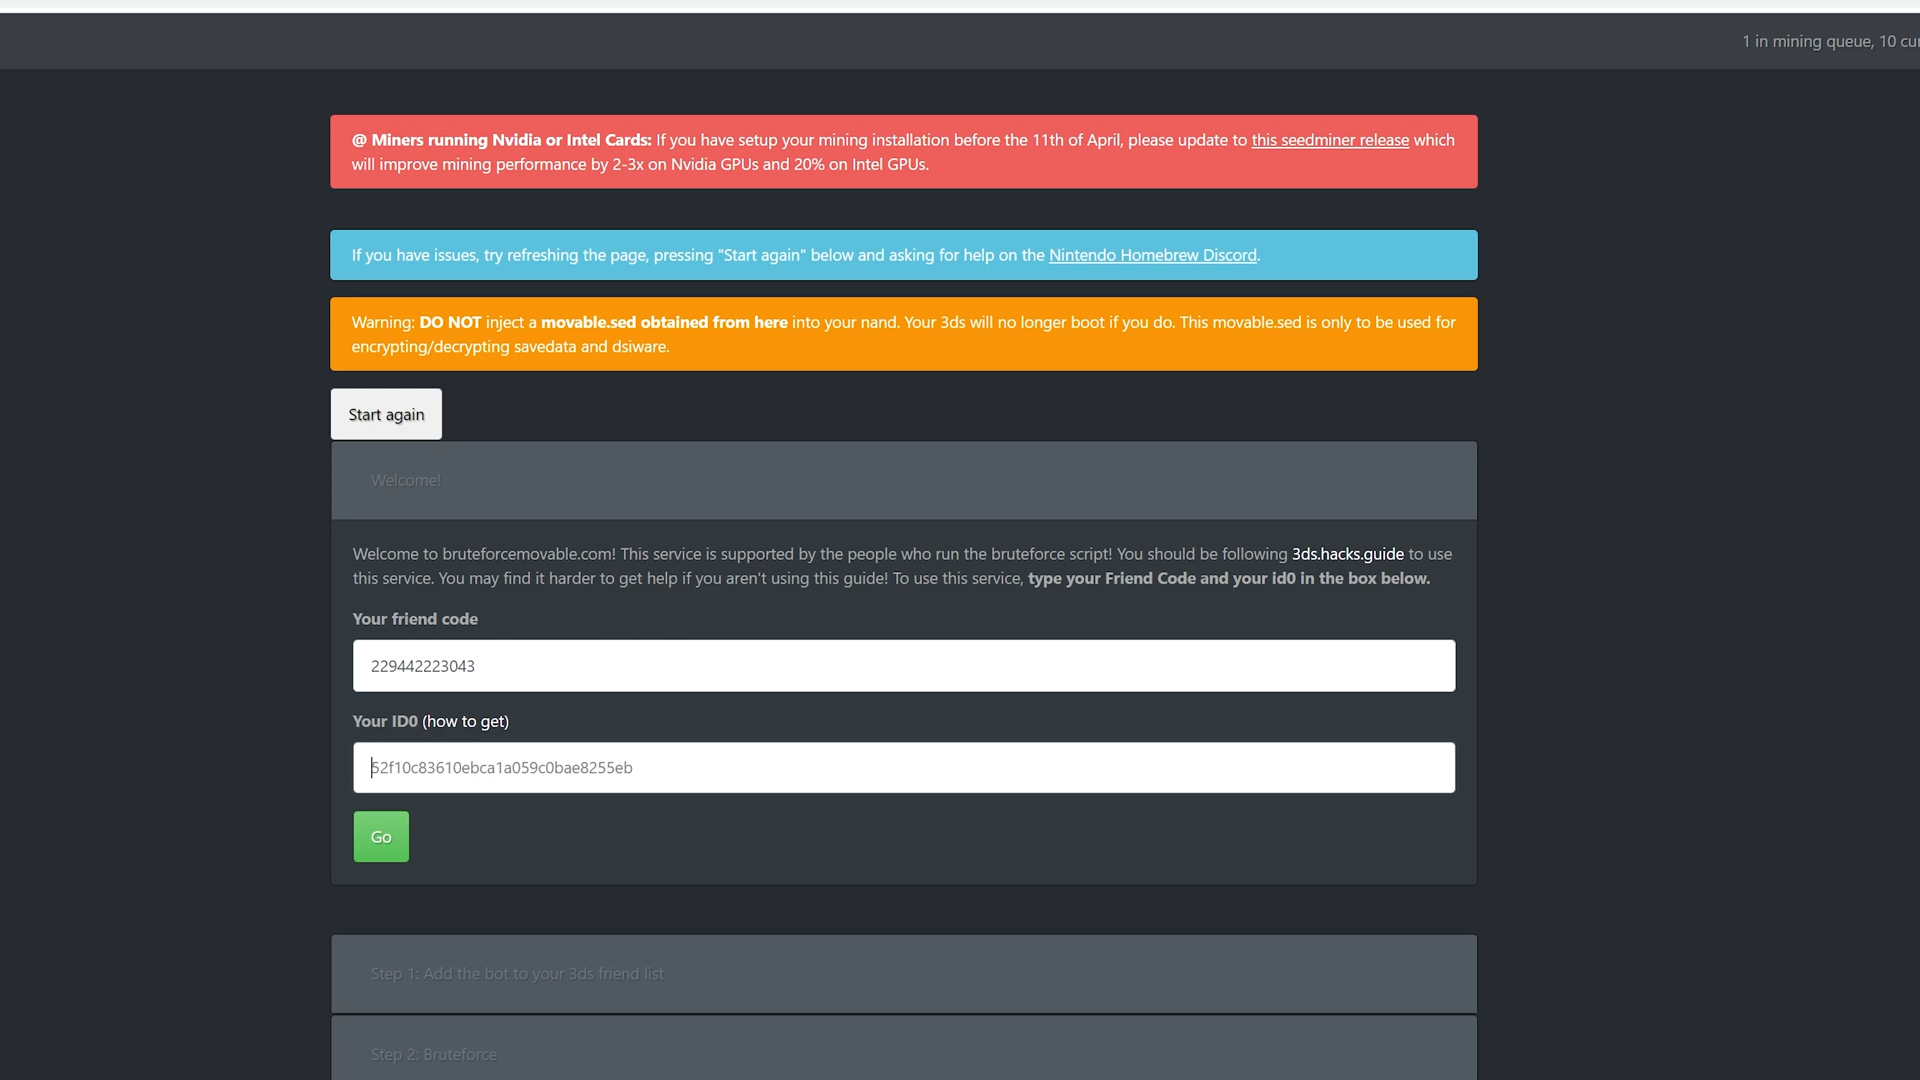 1 in mining queue, 10 cur
@ Miners running Nvidia or Intel Cards: If you have setup your mining installation before the 11th of April, please update to this seedminer release which
will improve mining performance by 2-3x on Nvidia GPUs and 20% on Intel GPUs.
If you have issues, try refreshing the page, pressing "Start again" below and asking for help on the Nintendo Homebrew Discord.
Warning: DO NOT inject a movable.sed obtained from here into your nand. Your 3ds will no longer boot if you do. This movable.sed is only to be used for
encrypting/decrypting savedata and dsiware.
Start again
Welcome!
Welcome to bruteforcemovable.com! This service is supported by the people who run the bruteforce script! You should be following 3ds.hacks.guide to use
this service. You may find it harder to get help if you aren't using this guide! To use this service, type your Friend Code and your id0 in the box below.
Your friend code
229442223043
Your ID0 (how to get)
52f10c83610ebca1a059c0bae8255eb
Go
Step 1: Add the bot to your 3ds friend list
Step 2: Bruteforce